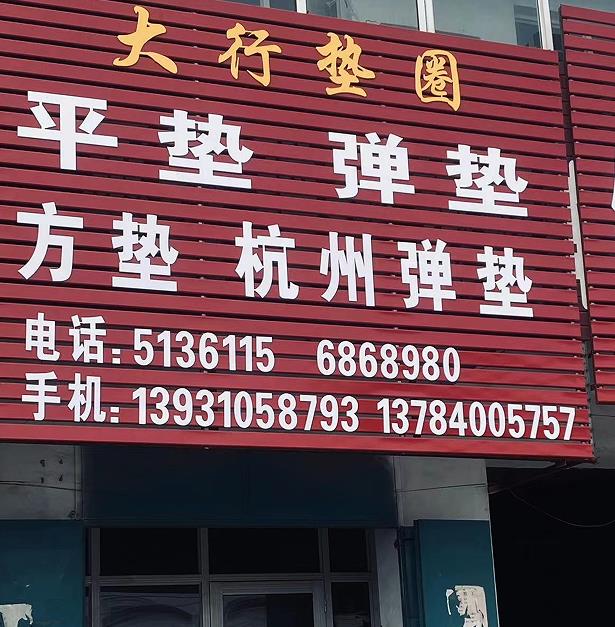 大行垫圈
平垫 弹垫
方垫 杭州弹垫
电话: 5136115 6868980
手机: 13931058793 13784005757